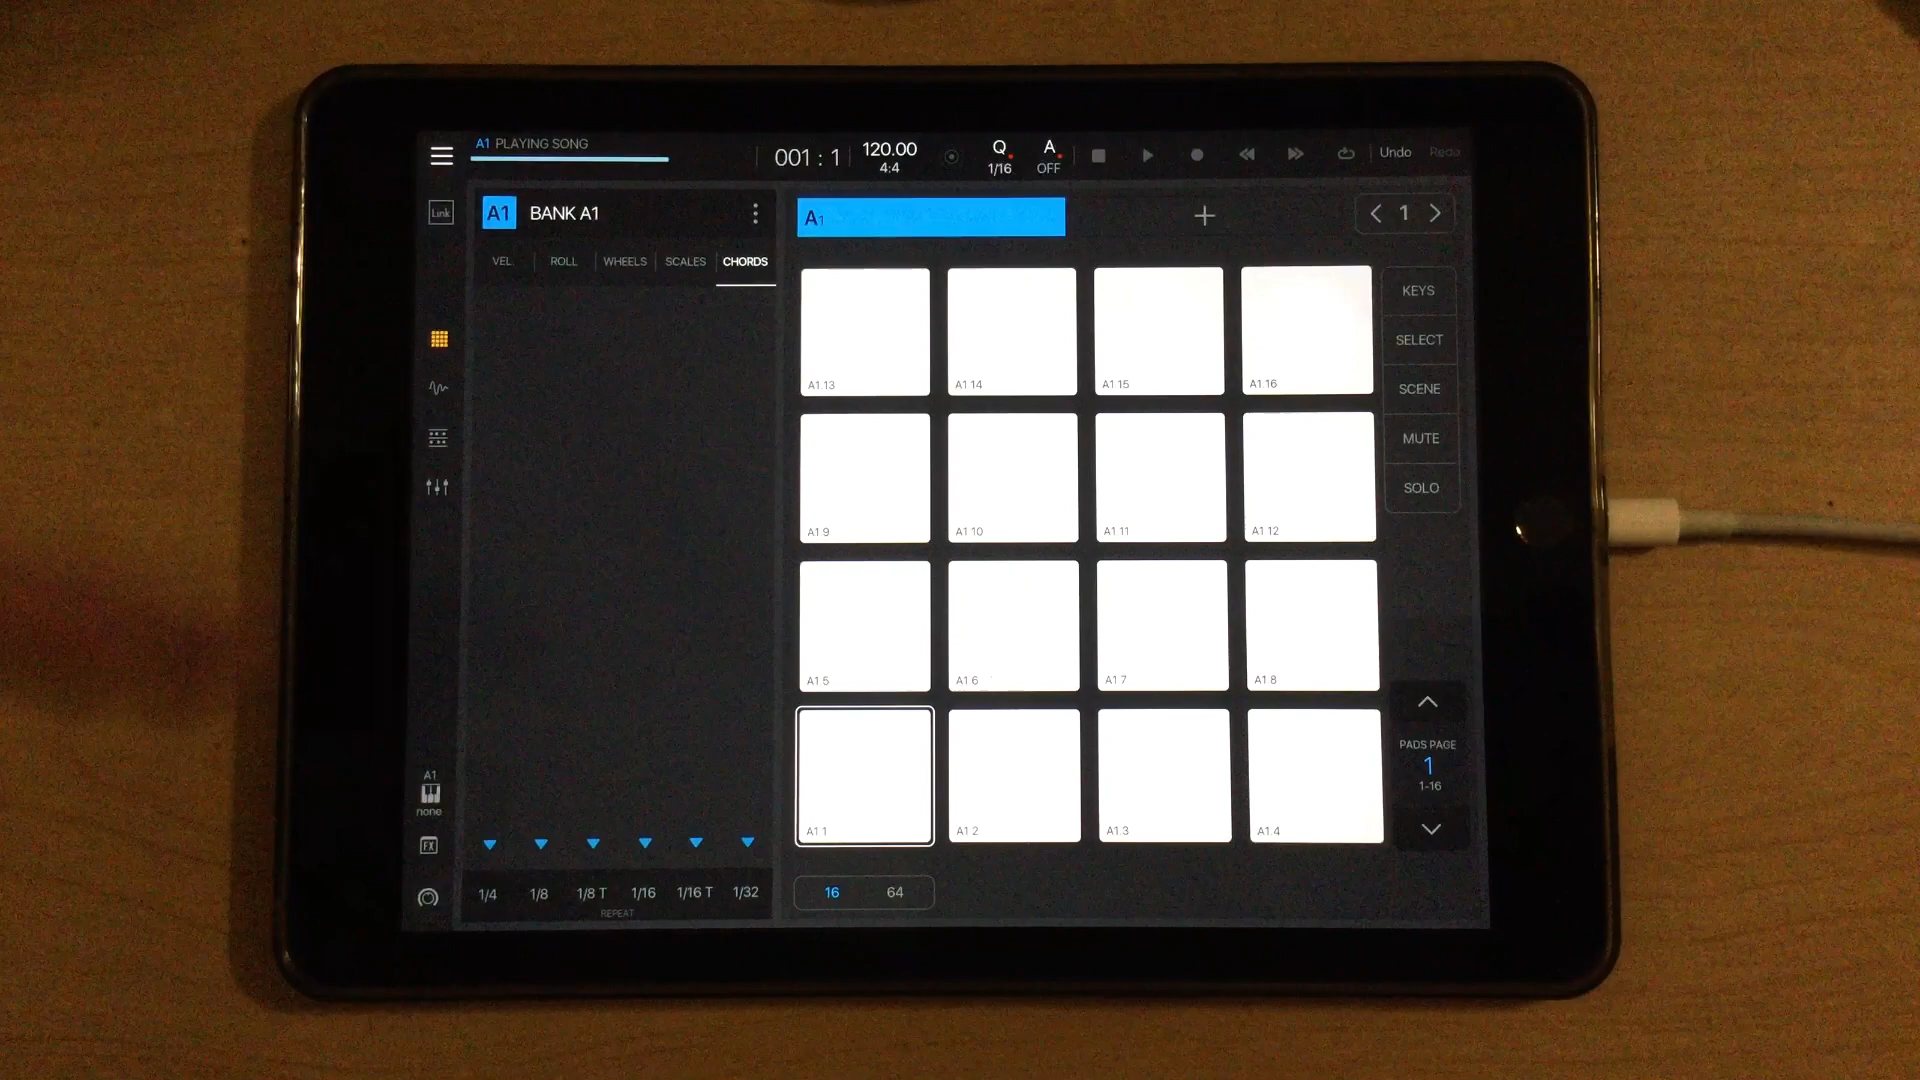 A1 PLAYING SONG
001 : 1
120.00
4:4
Q
1/16
A
OFF
Undo
Redo
Link
A1 BANK A1
A1
1
VEL.
ROLL
WHEELS
SCALES
CHORDS
A1.13
A1 14
A1 15
A1.16
KEYS
SELECT
SCENE
MUTE
SOLO
A1 9
A1 10
A1 11
A1 12
A1 5
A1 6
A1 7
A1 8
A1 1
A1 2
A1.3
A1.4
PADS PAGE
1
1-16
A1
none
FX
1/4
1/8
1/8 T
1/16
1/16 T
1/32
REPEAT
16
64